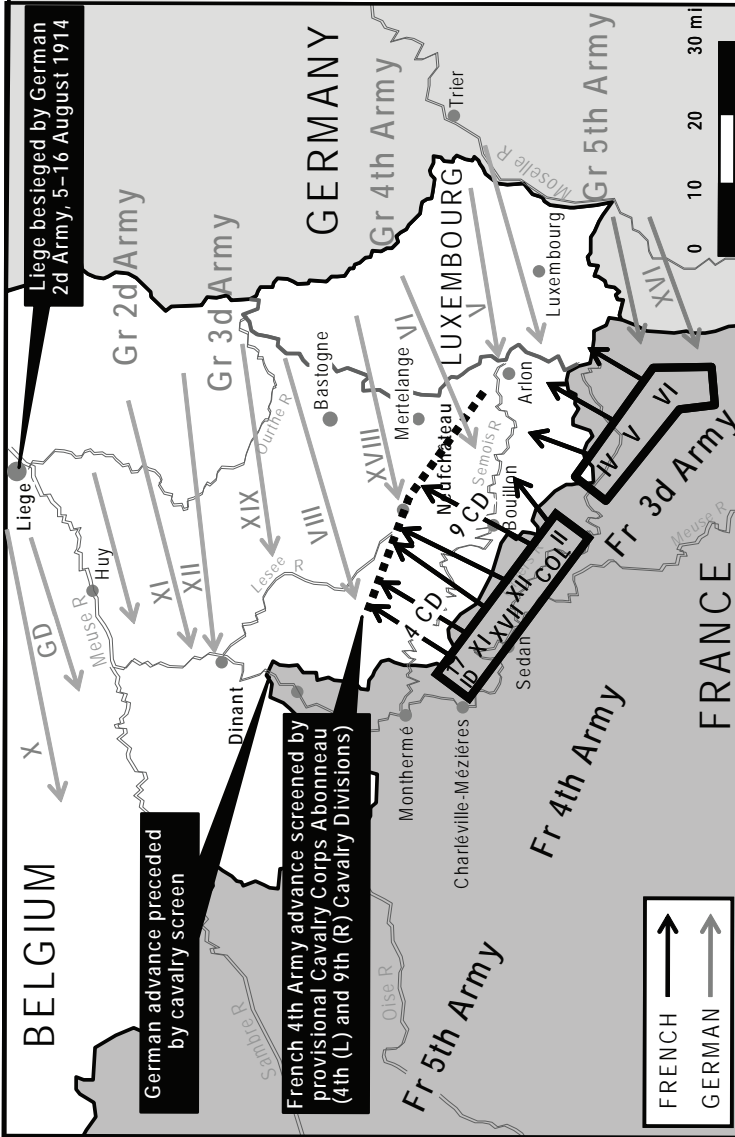 Liege besieged by German
2d Army, 5–16 August 1914
BELGIUM
GERMANY
LUXEMBOURG
FRANCE
Gr 2d Army
Gr 3d Army
Gr 4th Army
Gr 5th Army
Liege
Huy
Dinant
Bastogne
Mertelange
Neufchâteau
Arlon
Luxembourg
Trier
Bouillon
Sedan
Monthermé
Charléville-Mézières
Meuse R
Ourthe R
Lesse R
Semois R
Moselle R
Meuse R
Sambre R
Oise R
X
GD
XI
XII
XIX
VIII
XVIII
VI
V
XVI
German advance preceded
by cavalry screen
French 4th Army advance screened by
provisional Cavalry Corps Abonneau
(4th (L) and 9th (R) Cavalry Divisions)
4 CD
9 CD
17
ID
XI
XVII
XII
COL
II
IV
V
VI
Fr 3d Army
Fr 4th Army
Fr 5th Army
FRENCH
GERMAN
0
10
20
30 mi